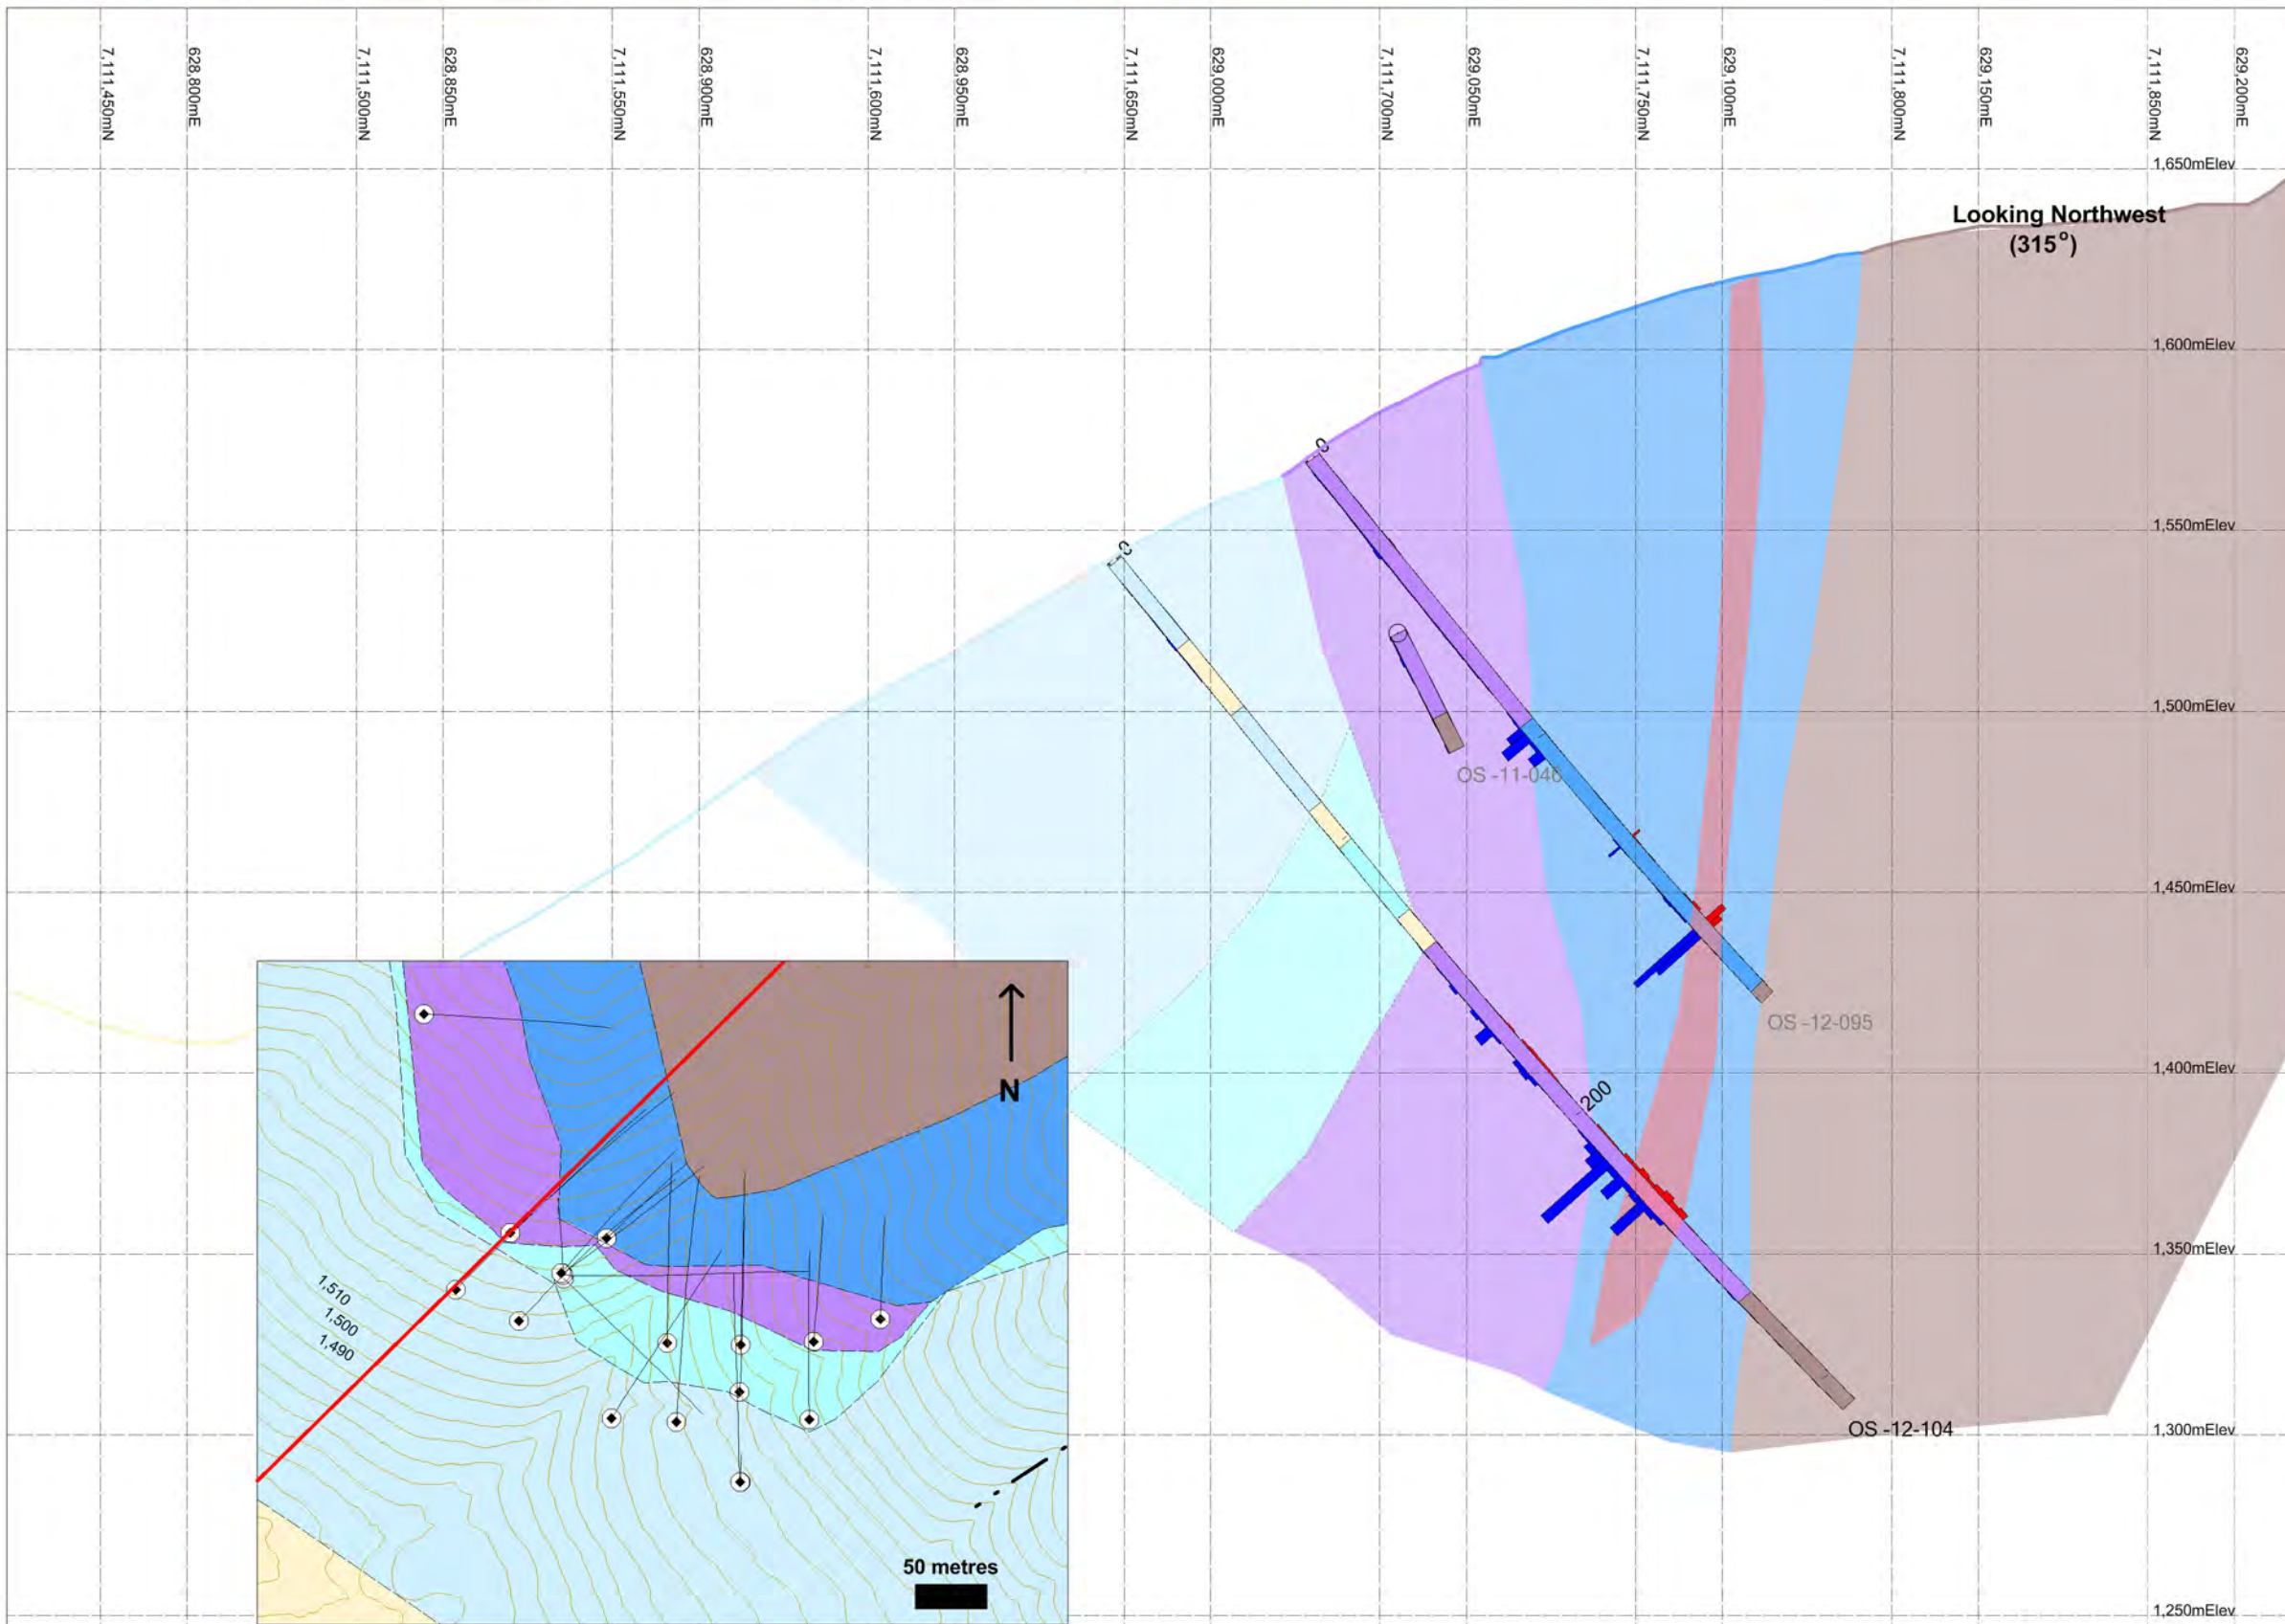 7,111,450mN
628,800mE
7,111,500mN
628,850mE
7,111,550mN
628,900mE
7,111,600mN
628,950mE
7,111,650mN
629,000mE
7,111,700mN
629,050mE
7,111,750mN
629,100mE
7,111,800mN
629,150mE
7,111,850mN
629,200mE
1,650mElev
Looking Northwest
(315°)
1,600mElev
1,550mElev
0
0
1,500mElev
OS -11-046
1,450mElev
OS -12-095
1,400mElev
200
1,350mElev
OS -12-104
1,300mElev
1,250mElev
N
1,510
1,500
1,490
50 metres